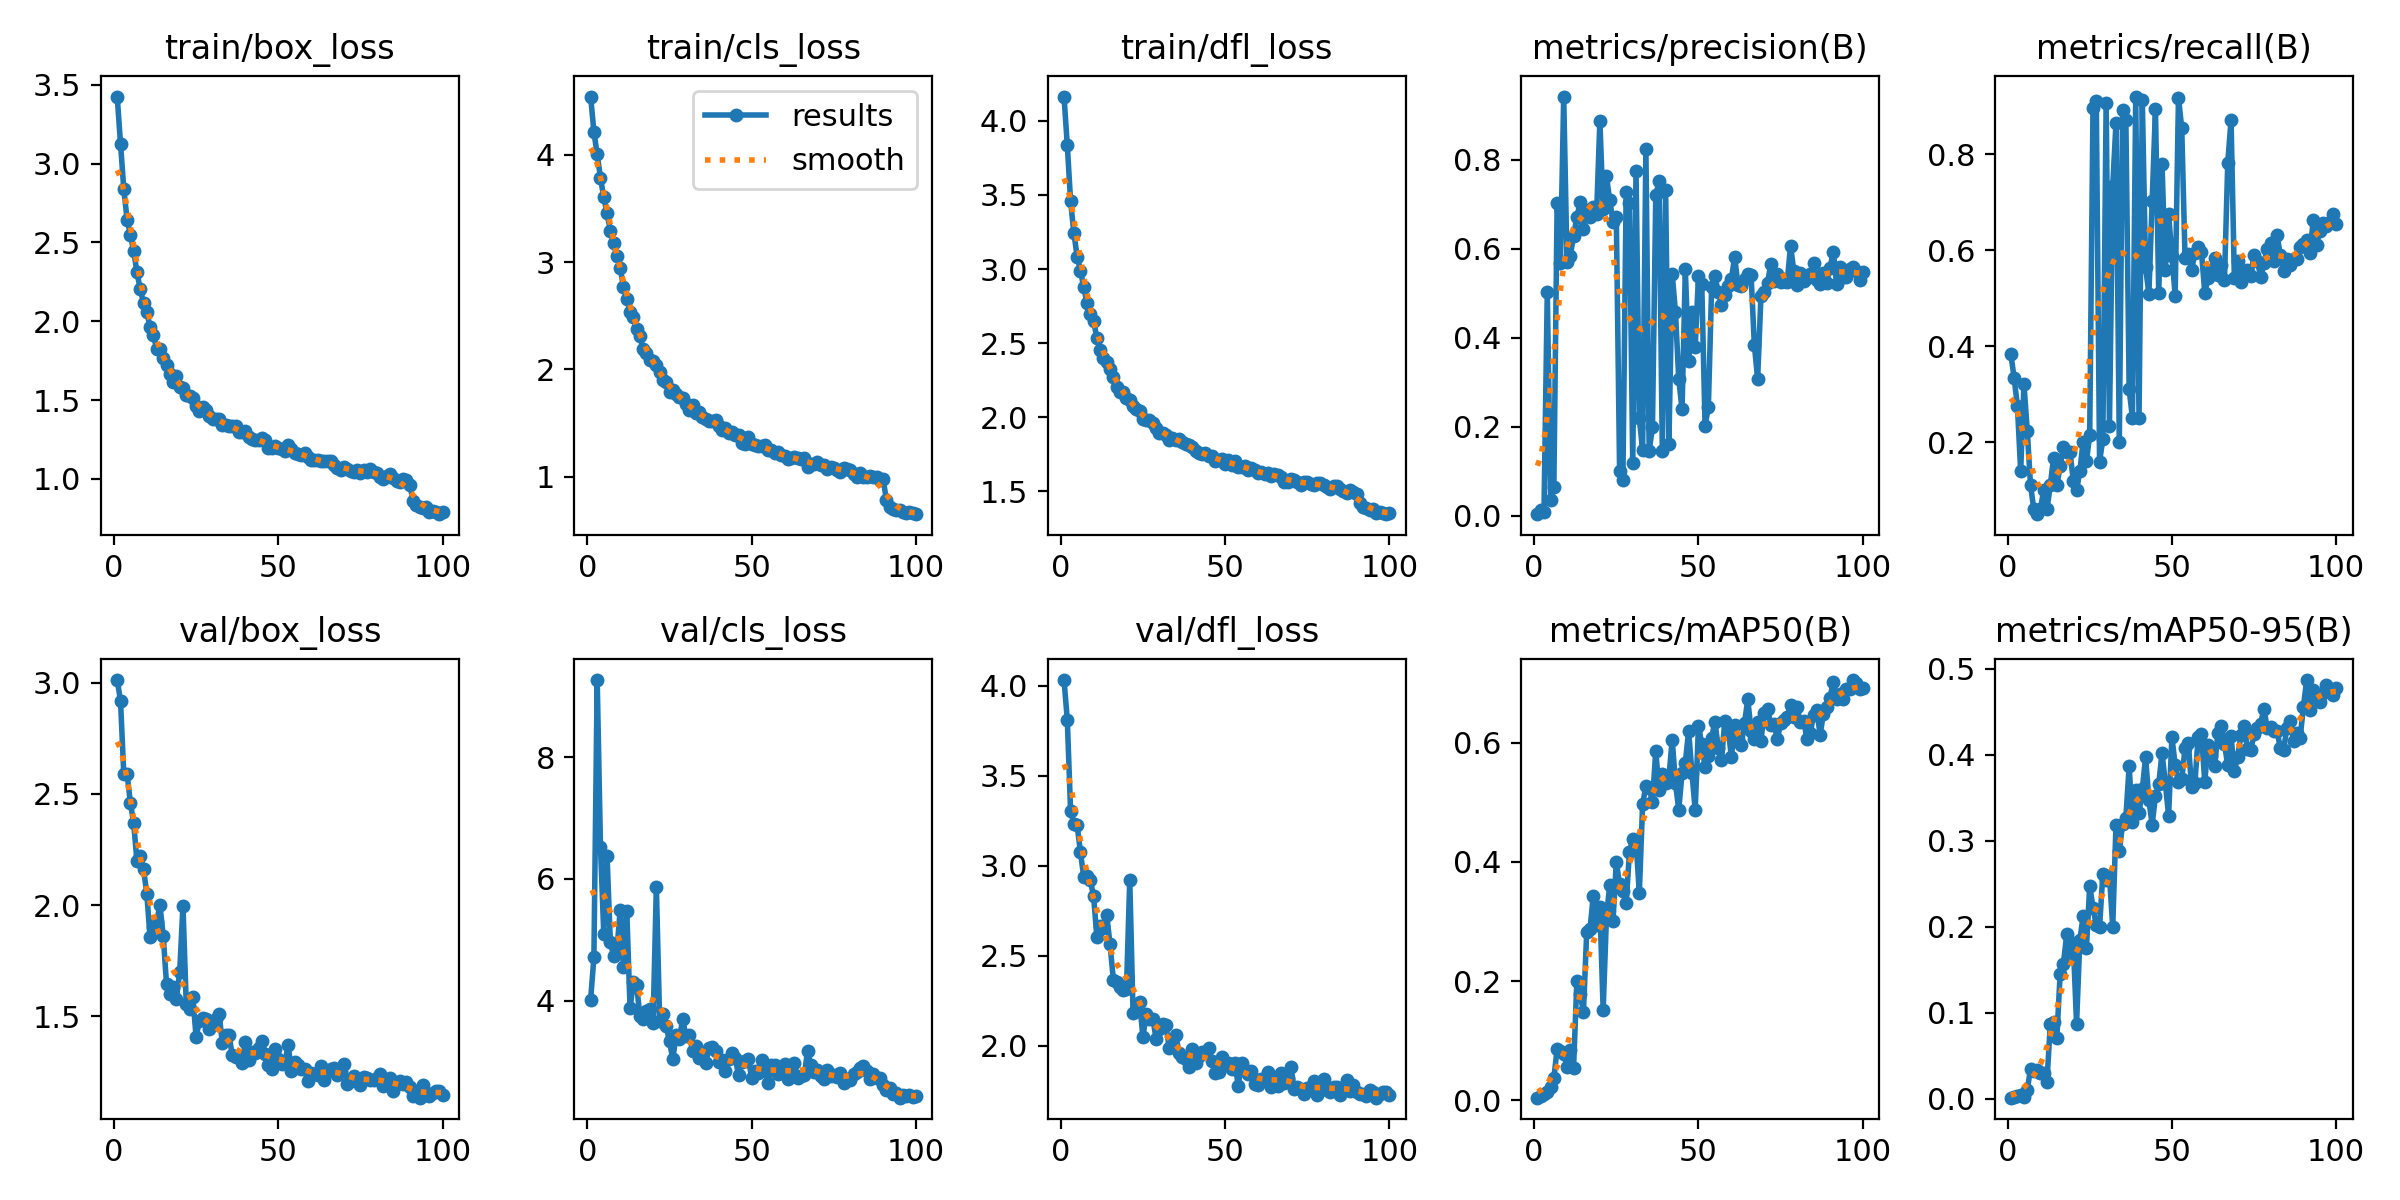 train/box_loss
3.5
3.0
2.5
2.0
1.5
1.0
0 50 100
train/cls_loss
results
smooth
4
3
2
1
0 50 100
train/dfl_loss
4.0
3.5
3.0
2.5
2.0
1.5
0 50 100
metrics/precision(B)
0.8
0.6
0.4
0.2
0.0
0 50 100
metrics/recall(B)
0.8
0.6
0.4
0.2
0 50 100
val/box_loss
3.0
2.5
2.0
1.5
0 50 100
val/cls_loss
8
6
4
0 50 100
val/dfl_loss
4.0
3.5
3.0
2.5
2.0
0 50 100
metrics/mAP50(B)
0.6
0.4
0.2
0.0
0 50 100
metrics/mAP50-95(B)
0.5
0.4
0.3
0.2
0.1
0.0
0 50 100